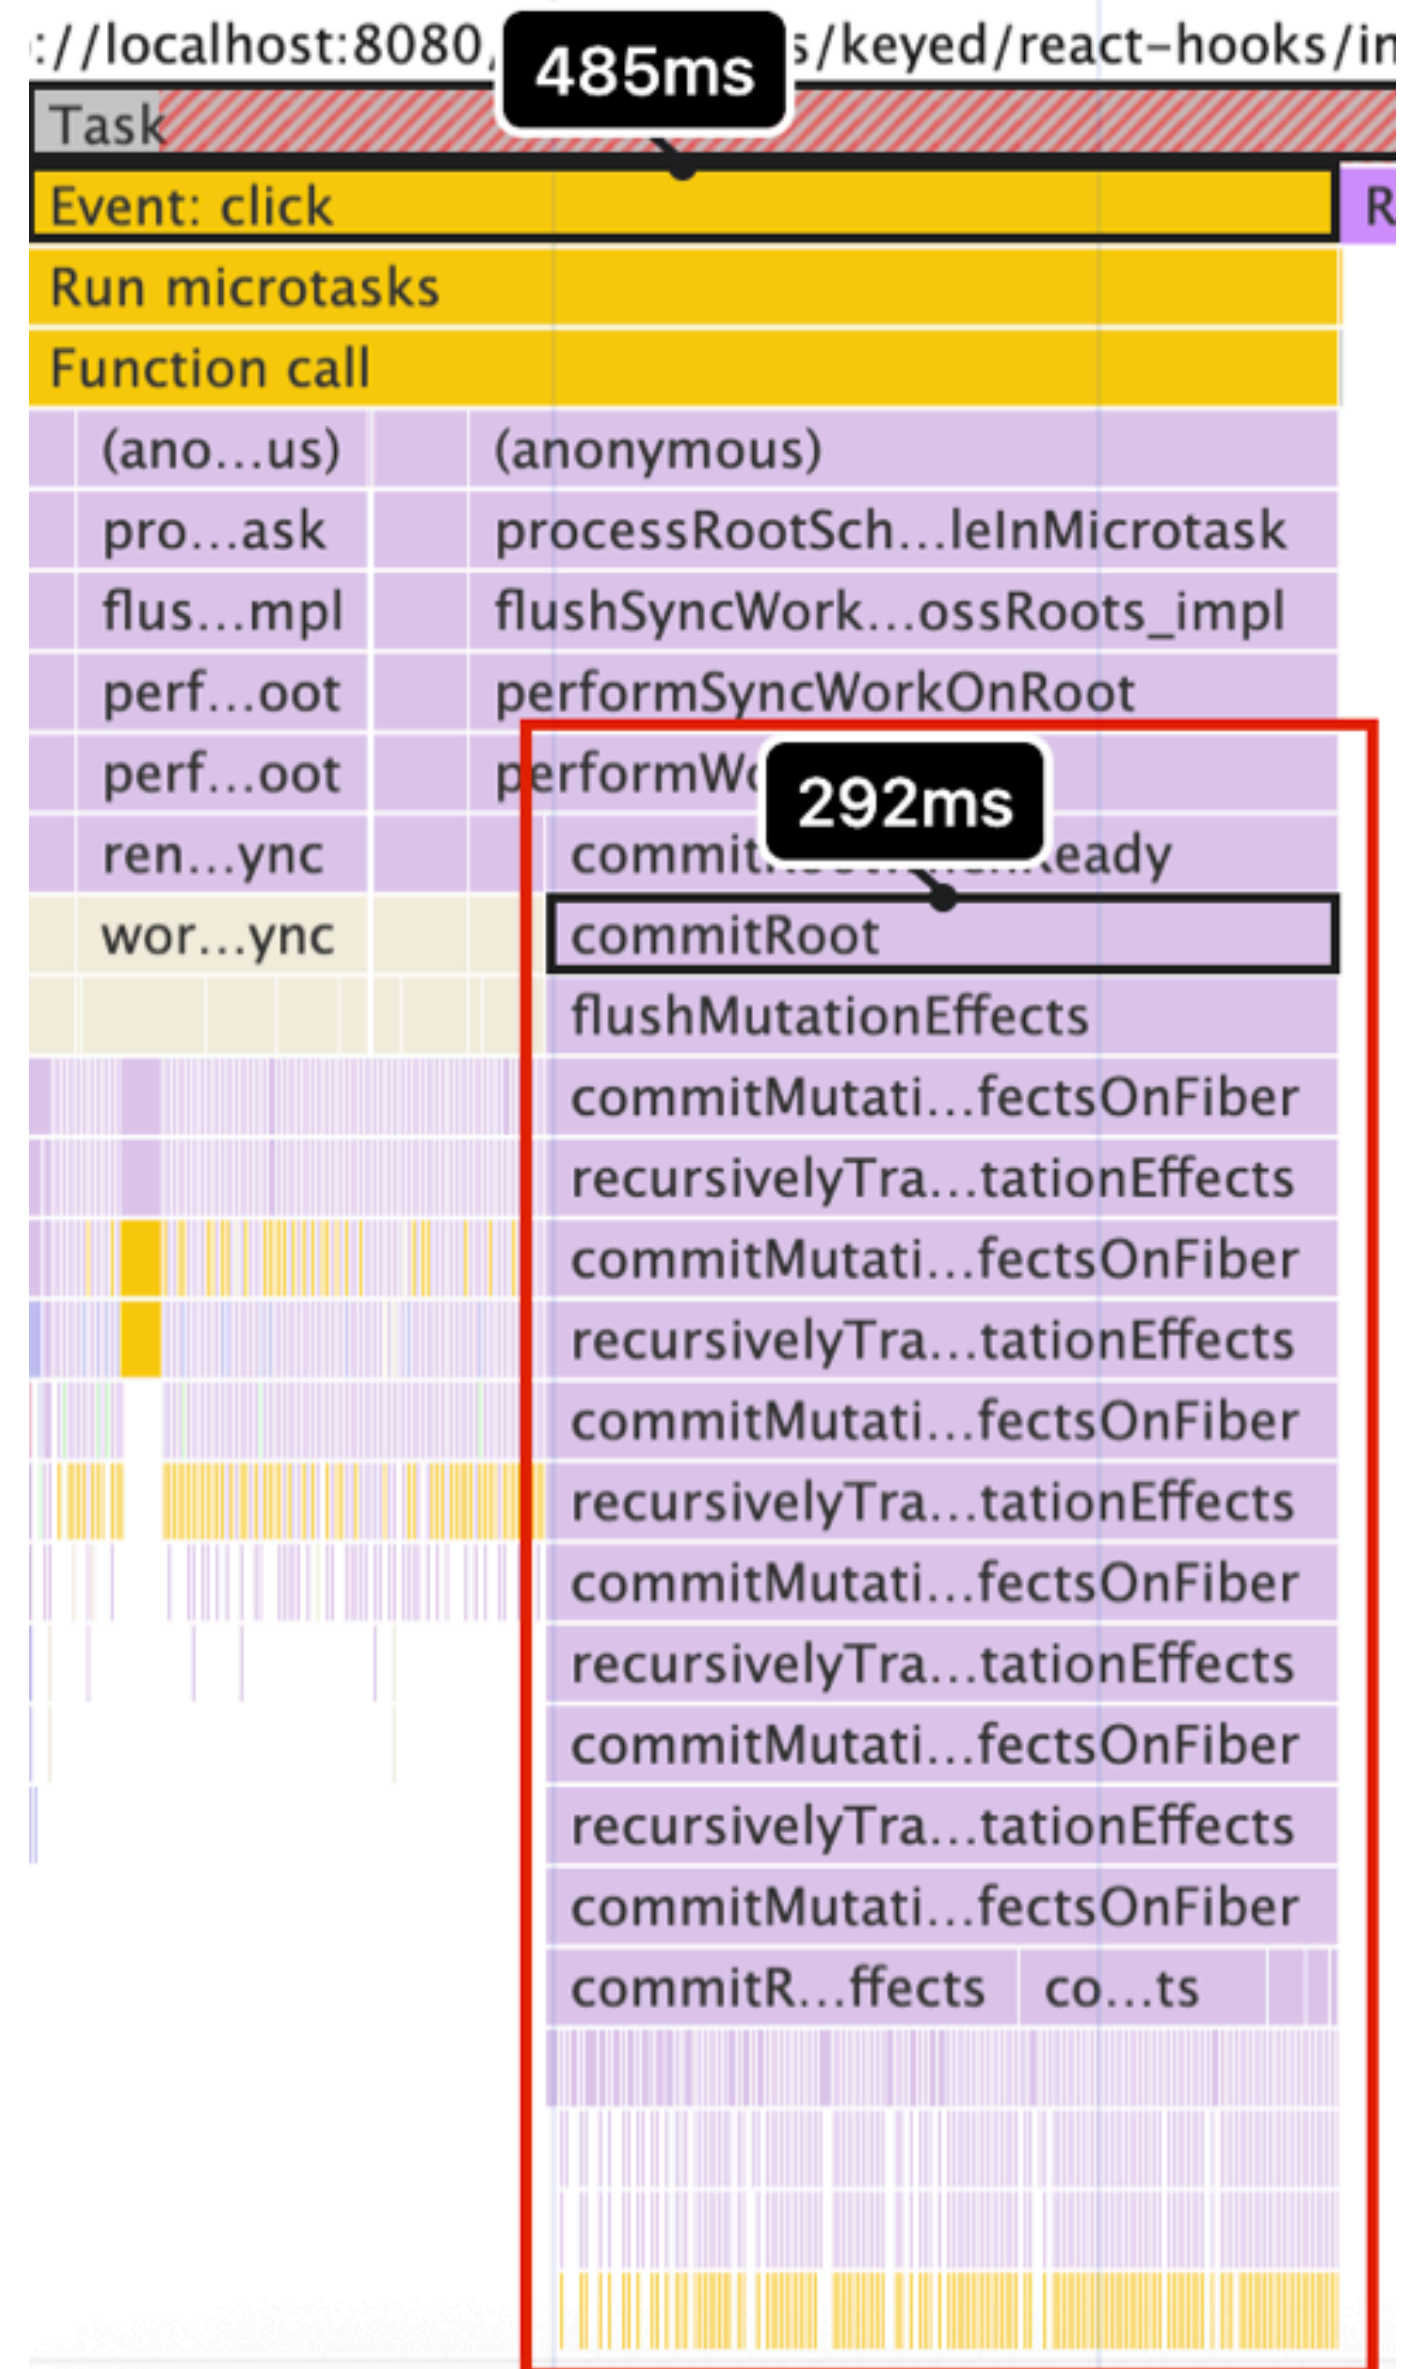 ://localhost:8080, 485ms s/keyed/react-hooks/in
Task
Event: click R
Run microtasks
Function call
(ano...us) (anonymous)
pro...ask processRootSch...leInMicrotask
flus...mpl flushSyncWork...ossRoots_impl
perf...oot performSyncWorkOnRoot
perf...oot performWo
292ms
ren...ync commit eady
wor...ync commitRoot
flushMutationEffects
commitMutati...fectsOnFiber
recursivelyTra...tationEffects
commitMutati...fectsOnFiber
recursivelyTra...tationEffects
commitMutati...fectsOnFiber
recursivelyTra...tationEffects
commitMutati...fectsOnFiber
recursivelyTra...tationEffects
commitMutati...fectsOnFiber
recursivelyTra...tationEffects
commitMutati...fectsOnFiber
commitR...ffects co...ts